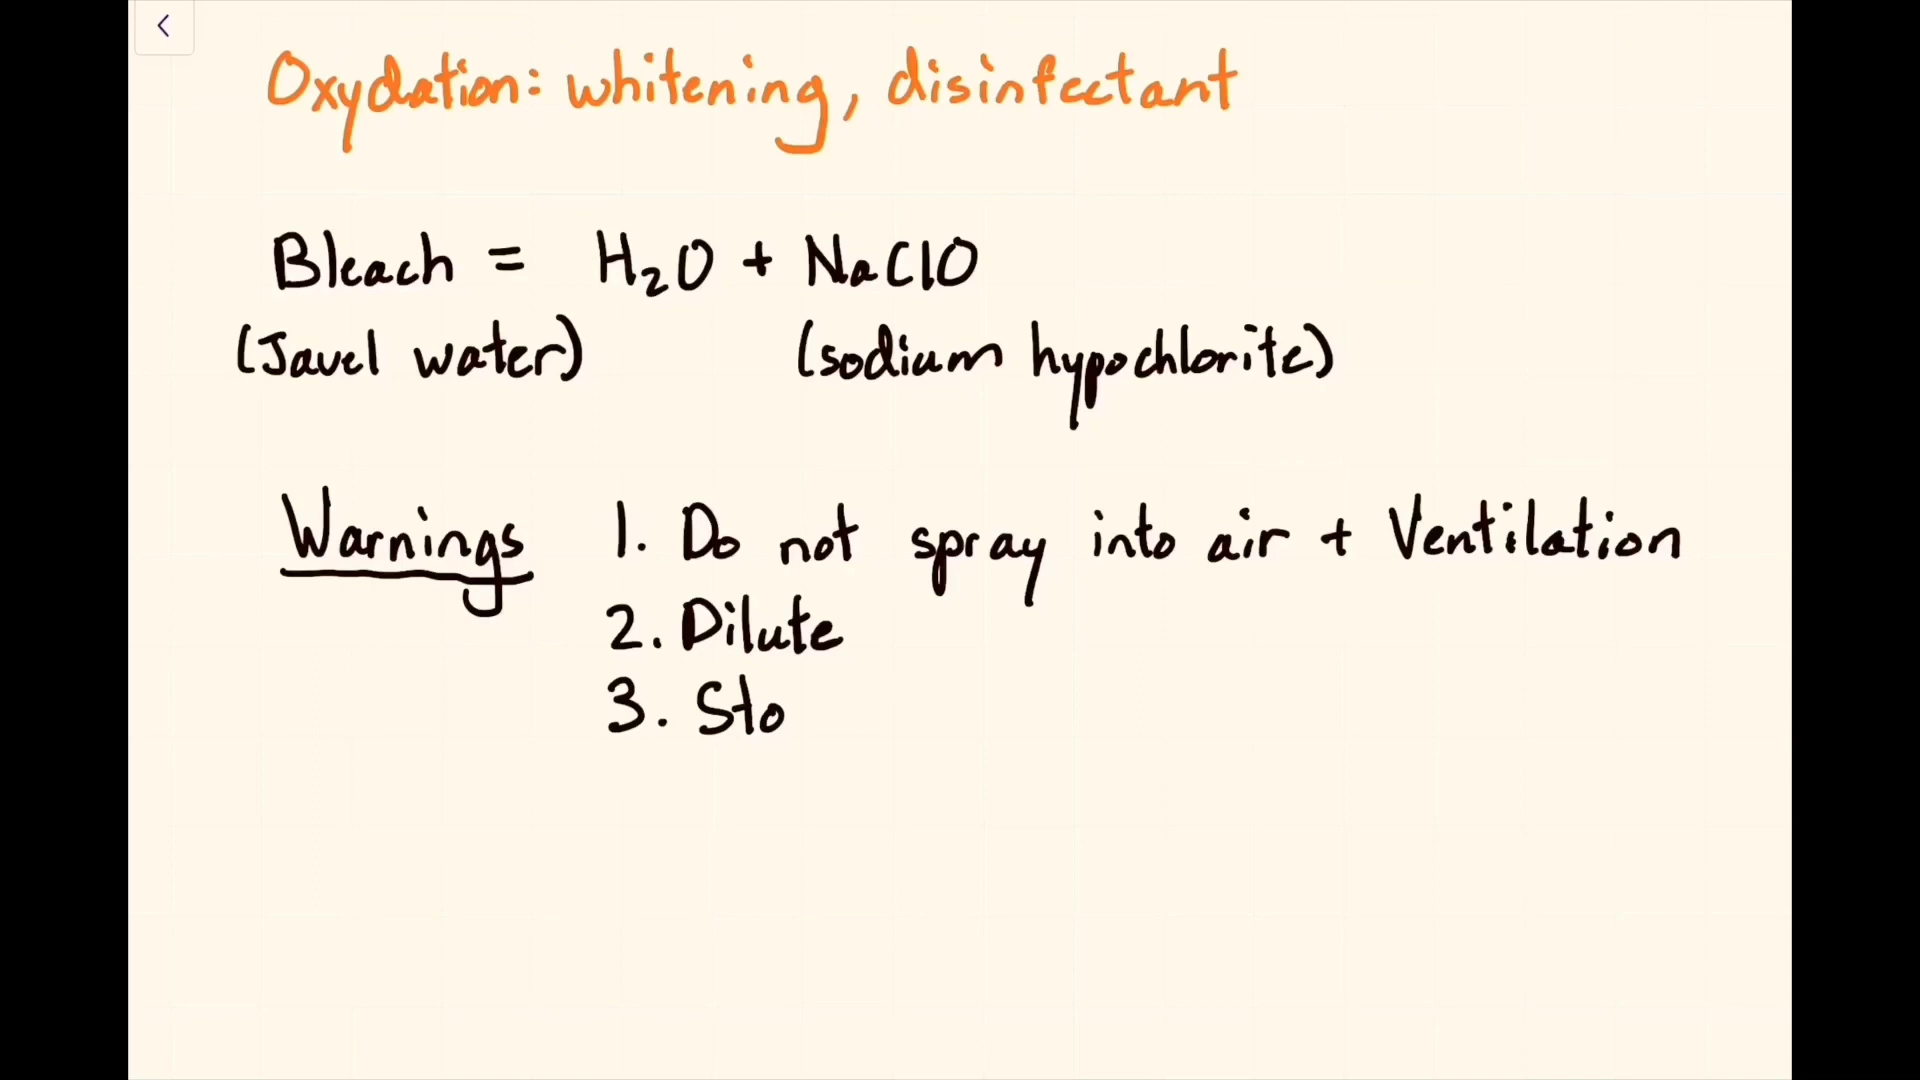 Oxydation: whitening, disinfectant
Bleach = H₂O + NaClO
(Javel water) (sodium hypochlorite)
Warnings 1. Do not spray into air + Ventilation
2. Dilute
3. Sto